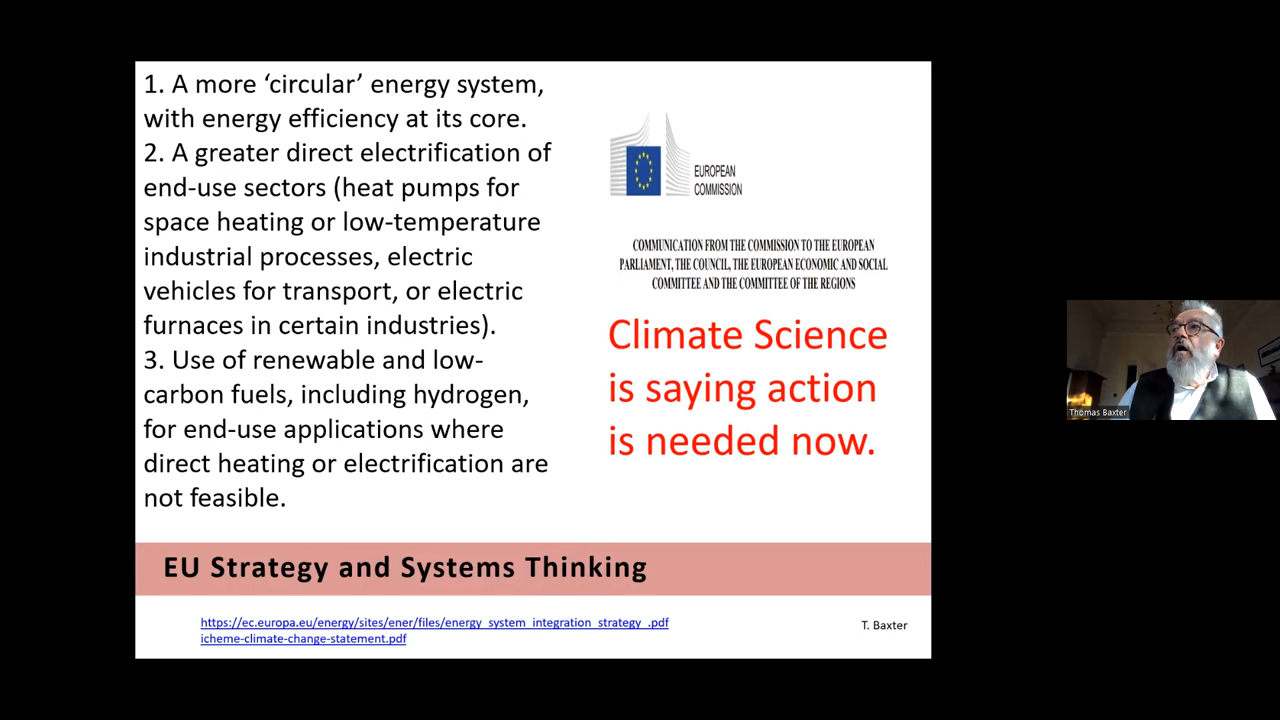 1. A more ‘circular’ energy system,
with energy efficiency at its core.
2. A greater direct electrification of
end-use sectors (heat pumps for
space heating or low-temperature
industrial processes, electric
vehicles for transport, or electric
furnaces in certain industries).
3. Use of renewable and low-
carbon fuels, including hydrogen,
for end-use applications where
direct heating or electrification are
not feasible.
EUROPEAN
COMMISSION
COMMUNICATION FROM THE COMMISSION TO THE EUROPEAN
PARLIAMENT, THE COUNCIL, THE EUROPEAN ECONOMIC AND SOCIAL
COMMITTEE AND THE COMMITTEE OF THE REGIONS
Climate Science
is saying action
is needed now.
EU Strategy and Systems Thinking
https://ec.europa.eu/energy/sites/ener/files/energy_system_integration_strategy_.pdf
icheme-climate-change-statement.pdf
T. Baxter
Thomas Baxter